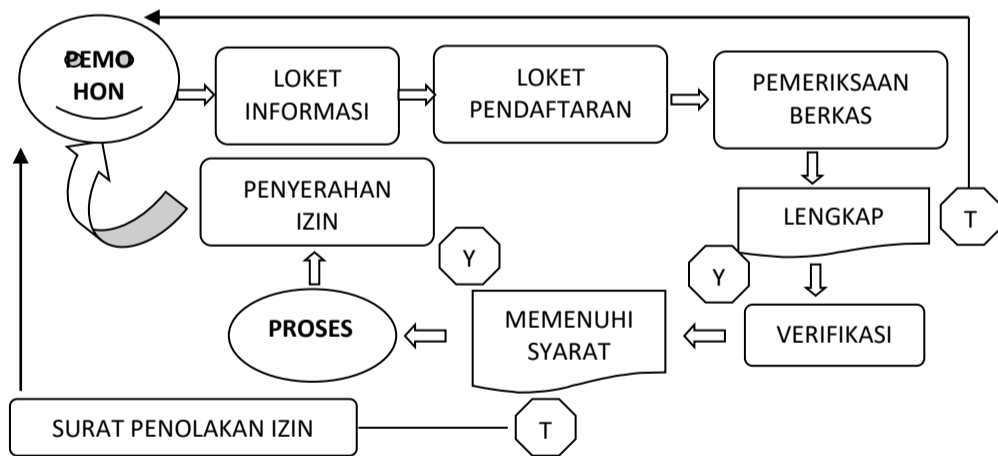 PEMO
HON
LOKET
INFORMASI
LOKET
PENDAFTARAN
PEMERIKSAAN
BERKAS
PENYERAHAN
IZIN
LENGKAP
T
Y
Y
PROSES
MEMENUHI
SYARAT
VERIFIKASI
SURAT PENOLAKAN IZIN
T